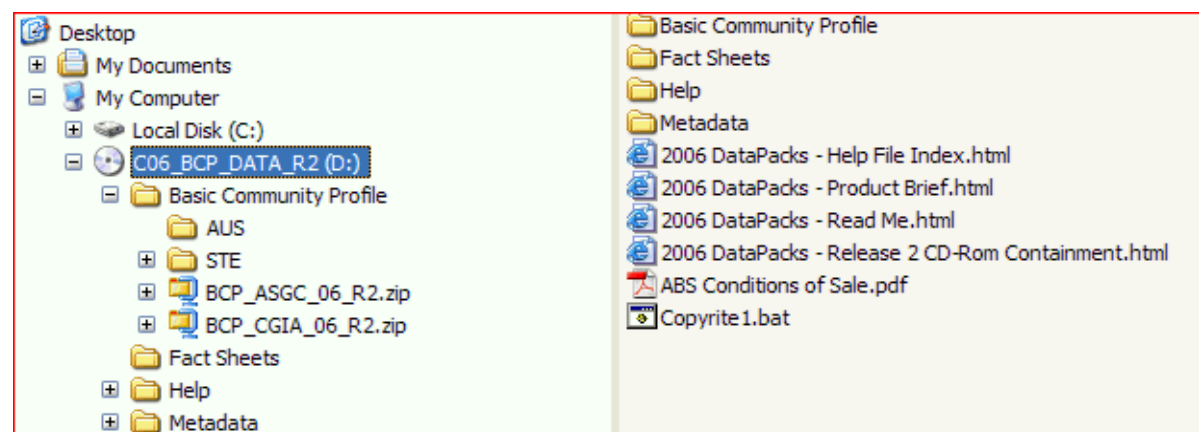 Desktop
My Documents
My Computer
Local Disk (C:)
C06_BCP_DATA_R2 (D:)
Basic Community Profile
AUS
STE
BCP_ASGC_06_R2.zip
BCP_CGIA_06_R2.zip
Fact Sheets
Help
Metadata
Basic Community Profile
Fact Sheets
Help
Metadata
2006 DataPacks - Help File Index.html
2006 DataPacks - Product Brief.html
2006 DataPacks - Read Me.html
2006 DataPacks - Release 2 CD-Rom Containment.html
ABS Conditions of Sale.pdf
Copyrite1.bat